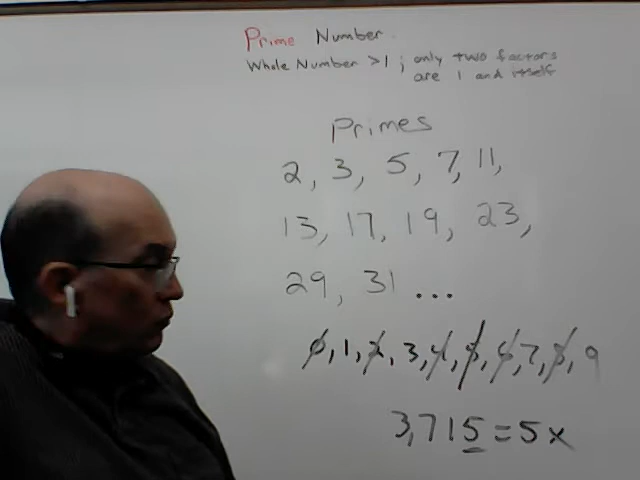 Prime Number
Whole Number > 1 ; only two factors
are 1 and itself
Primes
2, 3, 5, 7, 11,
13, 17, 19, 23,
29, 31 ...
0, 1, 2, 3, 4, 5, 6, 7, 8, 9
3,715 = 5 x